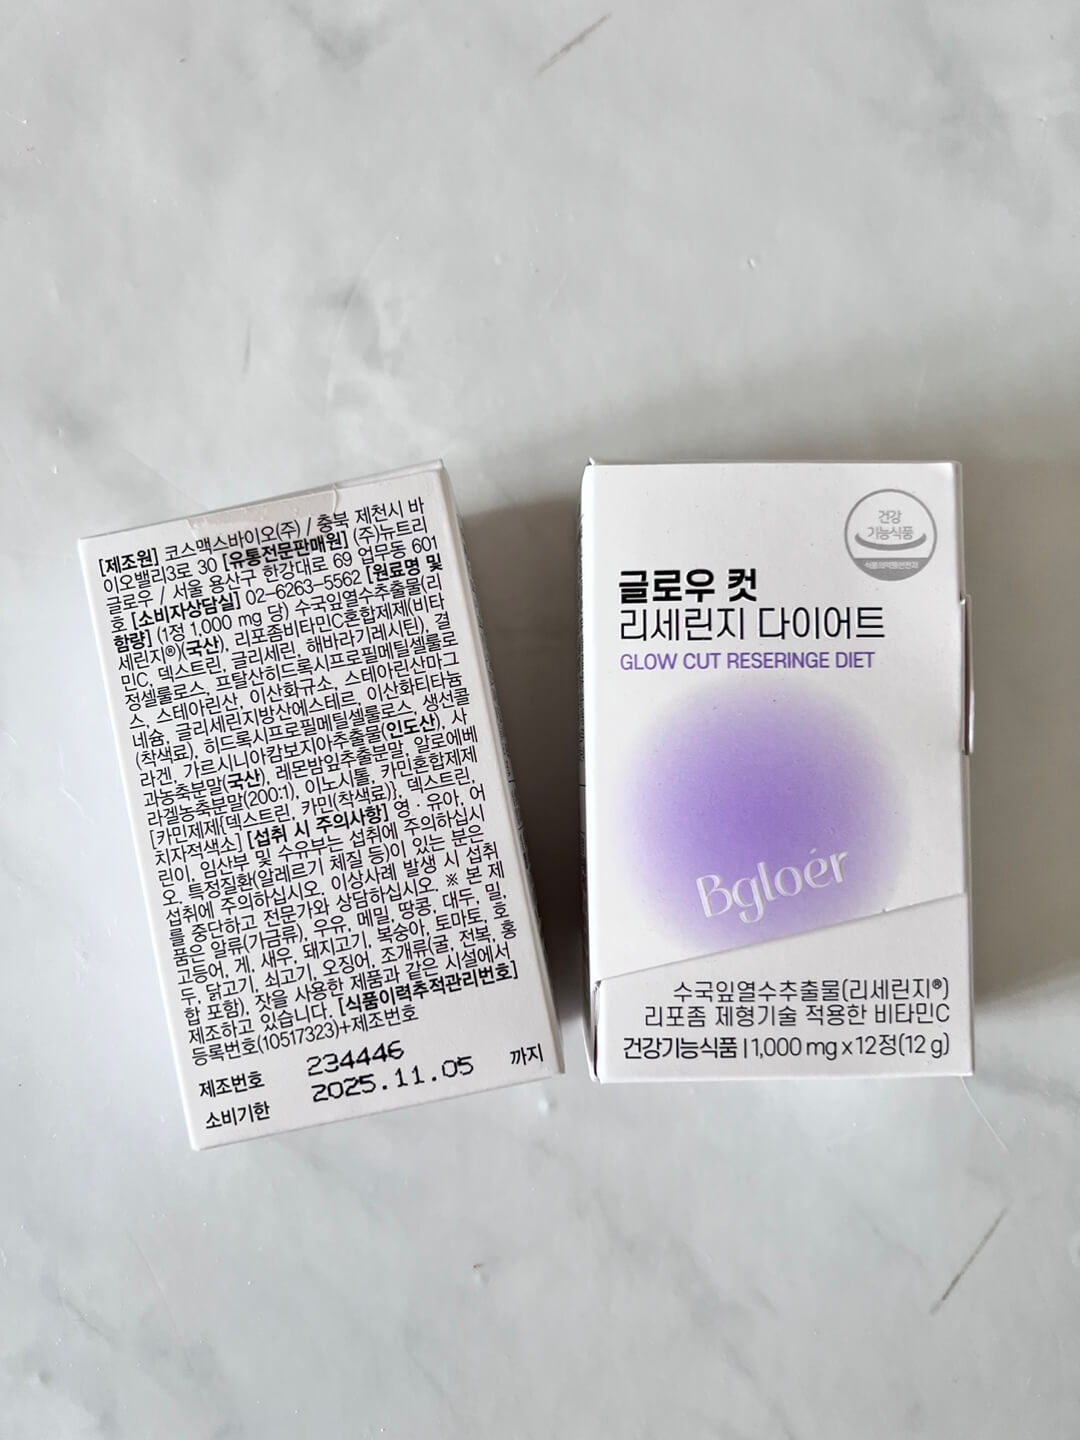 [제조원] 코스맥스바이오(주) / 충북 제천시 바
이오밸리3로 30 [유통전문판매원] (주)뉴트리
글로우 / 서울 용산구 한강대로 69 업무동 601
호 [소비자상담실] 02-6263-5562 [원료명 및
함량] (1정 1,000 mg 당) 수국잎열수추출물(리
세린지®)(국산), 리포좀비타민C혼합제제(비타
민C, 덱스트린, 글리세린, 해바라기레시틴), 결
정셀룰로스, 프탈산히드록시프로필메틸셀룰로
스, 스테아린산, 이산화규소, 스테아린산마그
네슘, 글리세린지방산에스테르, 이산화티타늄
(착색료), 히드록시프로필메틸셀룰로스, 생선콜
라겐, 가르시니아캄보지아추출물(인도산), 사
과농축분말(국산), 레몬밤잎추출분말, 알로에베
라겔농축분말(200:1), 이노시톨, 카민혼합제제
[카민제제{덱스트린, 카민(착색료)}, 덱스트린,
치자적색소] [섭취 시 주의사항] 영·유아, 어
린이, 임산부 및 수유부는 섭취에 주의하십시
오. 특정질환(알레르기 체질 등)이 있는 분은
섭취에 주의하십시오. 이상사례 발생 시 섭취
를 중단하고 전문가와 상담하십시오. ※ 본 제
품은 알류(가금류), 우유, 메밀, 땅콩, 대두, 밀,
고등어, 게, 새우, 돼지고기, 복숭아, 토마토, 호
두, 닭고기, 쇠고기, 오징어, 조개류(굴, 전복, 홍
합 포함), 잣을 사용한 제품과 같은 시설에서
제조하고 있습니다. [식품이력추적관리번호]
등록번호(10517323)+제조번호
제조번호 234446
소비기한 2025.11.05 까지
건강
기능식품
식품의약품안전처
글로우 컷
리세린지 다이어트
GLOW CUT RESERINGE DIET
Bgloér
수국잎열수추출물(리세린지®)
리포좀 제형기술 적용한 비타민C
건강기능식품 | 1,000 mg x 12정(12 g)